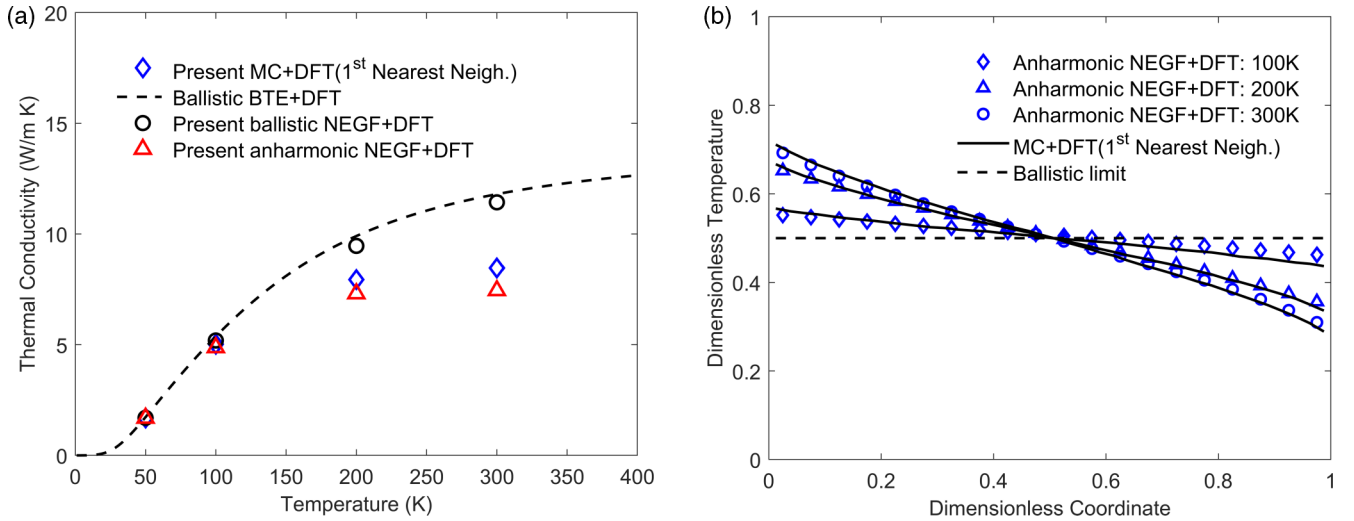 (a)
20
15
10
5
0
Thermal Conductivity (W/m K)
Present MC+DFT(1st Nearest Neigh.)
Ballistic BTE+DFT
Present ballistic NEGF+DFT
Present anharmonic NEGF+DFT
0 50 100 150 200 250 300 350 400
Temperature (K)
(b)
1
0.8
0.6
0.4
0.2
0
Dimensionless Temperature
Anharmonic NEGF+DFT: 100K
Anharmonic NEGF+DFT: 200K
Anharmonic NEGF+DFT: 300K
MC+DFT(1st Nearest Neigh.)
Ballistic limit
0 0.2 0.4 0.6 0.8 1
Dimensionless Coordinate